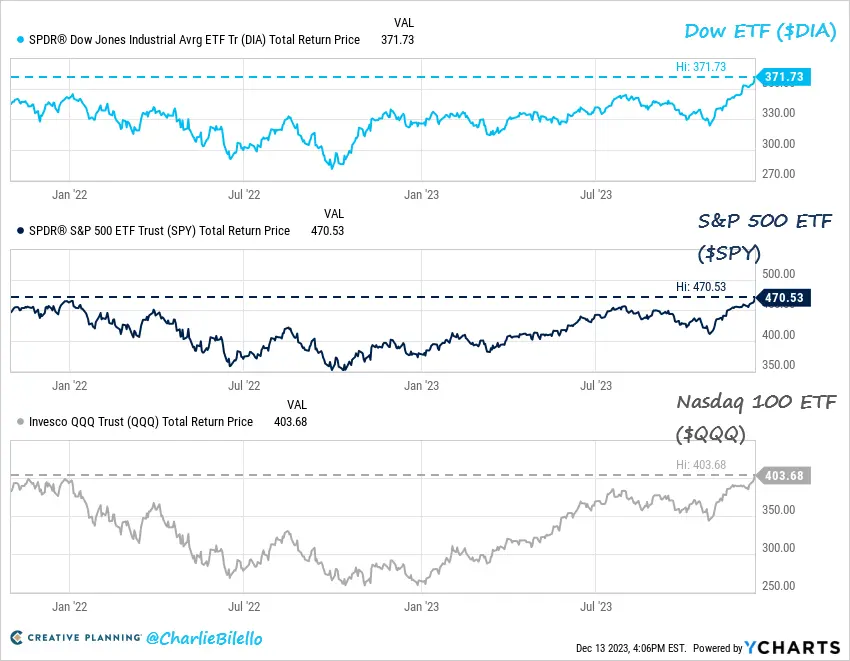 VAL
SPDR® Dow Jones Industrial Avrg ETF Tr (DIA) Total Return Price 371.73
Dow ETF ($DIA)
Hi: 371.73
371.73
330.00
300.00
270.00
Jan '22 Jul '22 Jan '23 Jul '23
VAL
SPDR® S&P 500 ETF Trust (SPY) Total Return Price 470.53
S&P 500 ETF
($SPY)
500.00
Hi: 470.53
470.53
400.00
350.00
Jan '22 Jul '22 Jan '23 Jul '23
VAL
Invesco QQQ Trust (QQQ) Total Return Price 403.68
Nasdaq 100 ETF
($QQQ)
Hi: 403.68
403.68
350.00
300.00
250.00
Jan '22 Jul '22 Jan '23 Jul '23
CREATIVE PLANNING @CharlieBilello
Dec 13 2023, 4:06PM EST. Powered by YCHARTS